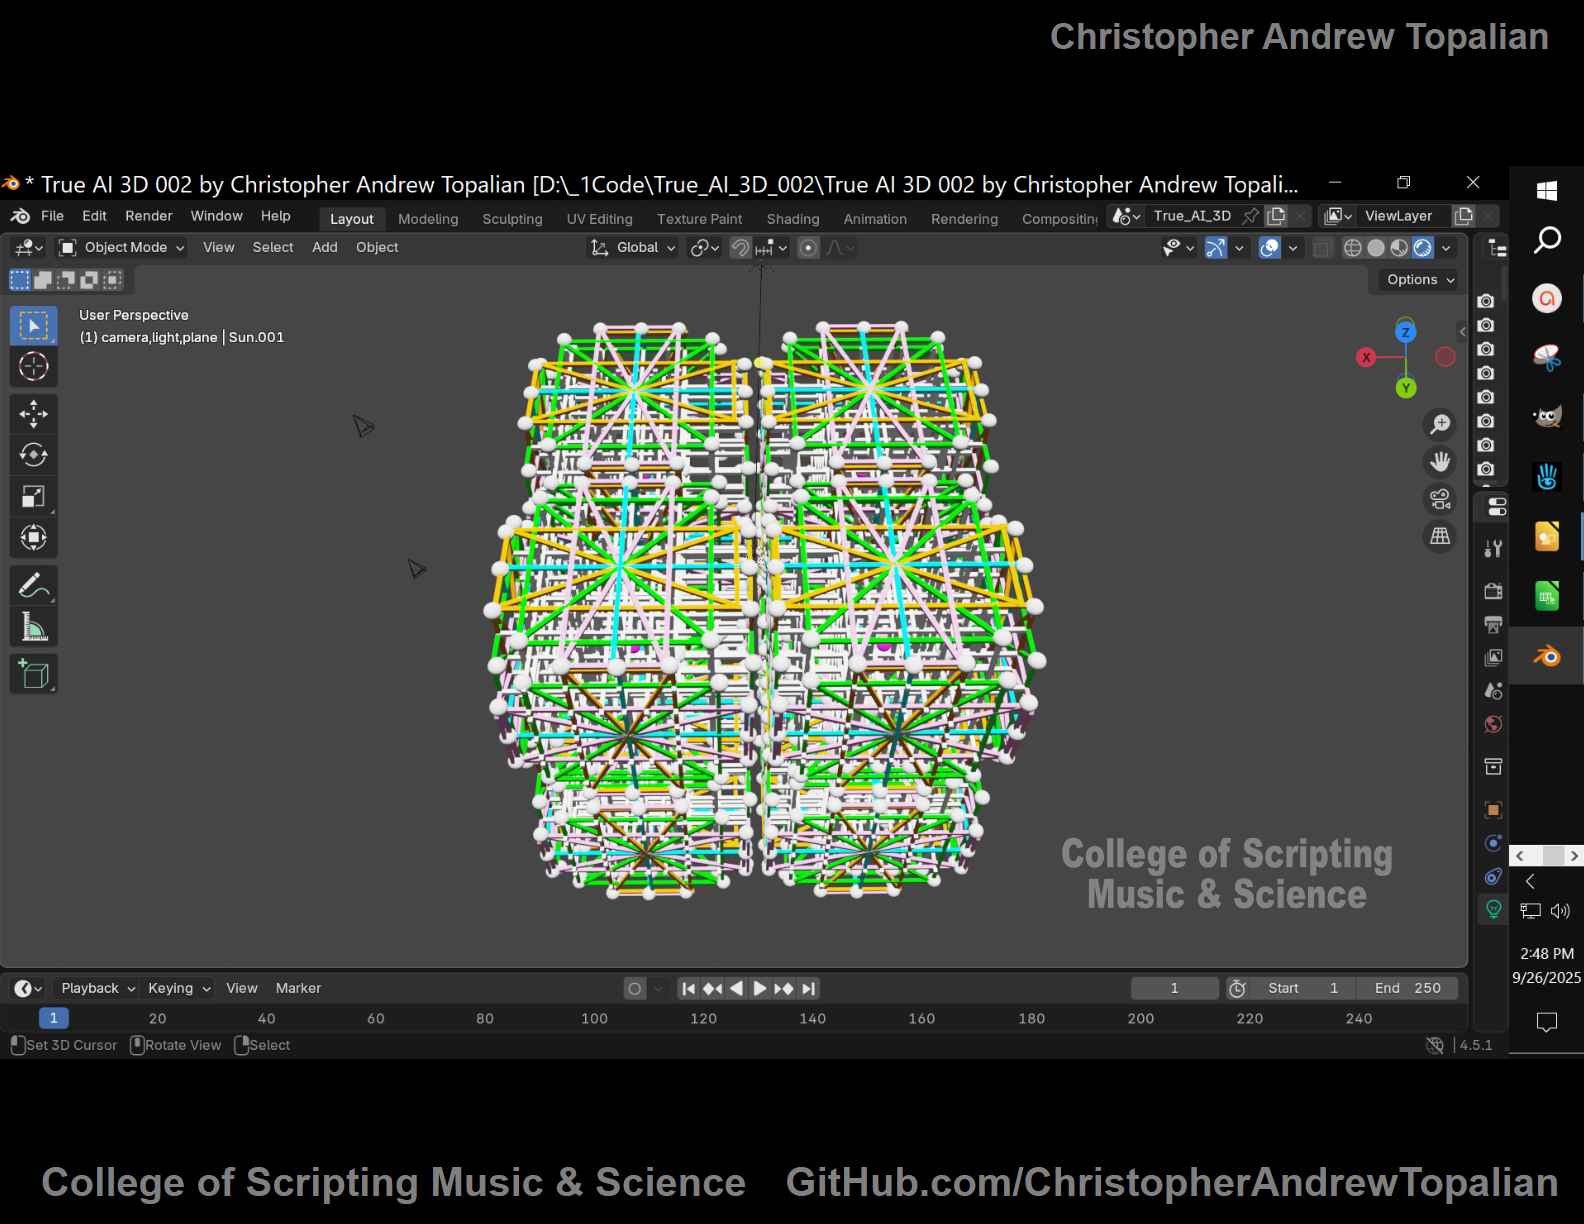 Christopher Andrew Topalian
* True AI 3D 002 by Christopher Andrew Topalian [D:\_1Code\True_AI_3D_002\True AI 3D 002 by Christopher Andrew Topali...
File Edit Render Window Help Layout Modeling Sculpting UV Editing Texture Paint Shading Animation Rendering Compositing True_AI_3D ViewLayer
Object Mode View Select Add Object Global
Options
User Perspective
(1) camera,light,plane | Sun.001
Z
X
Y
College of Scripting
Music & Science
2:48 PM
9/26/2025
Playback Keying View Marker 1 Start 1 End 250
1 20 40 60 80 100 120 140 160 180 200 220 240
Set 3D Cursor Rotate View Select 4.5.1
College of Scripting Music & Science GitHub.com/ChristopherAndrewTopalian